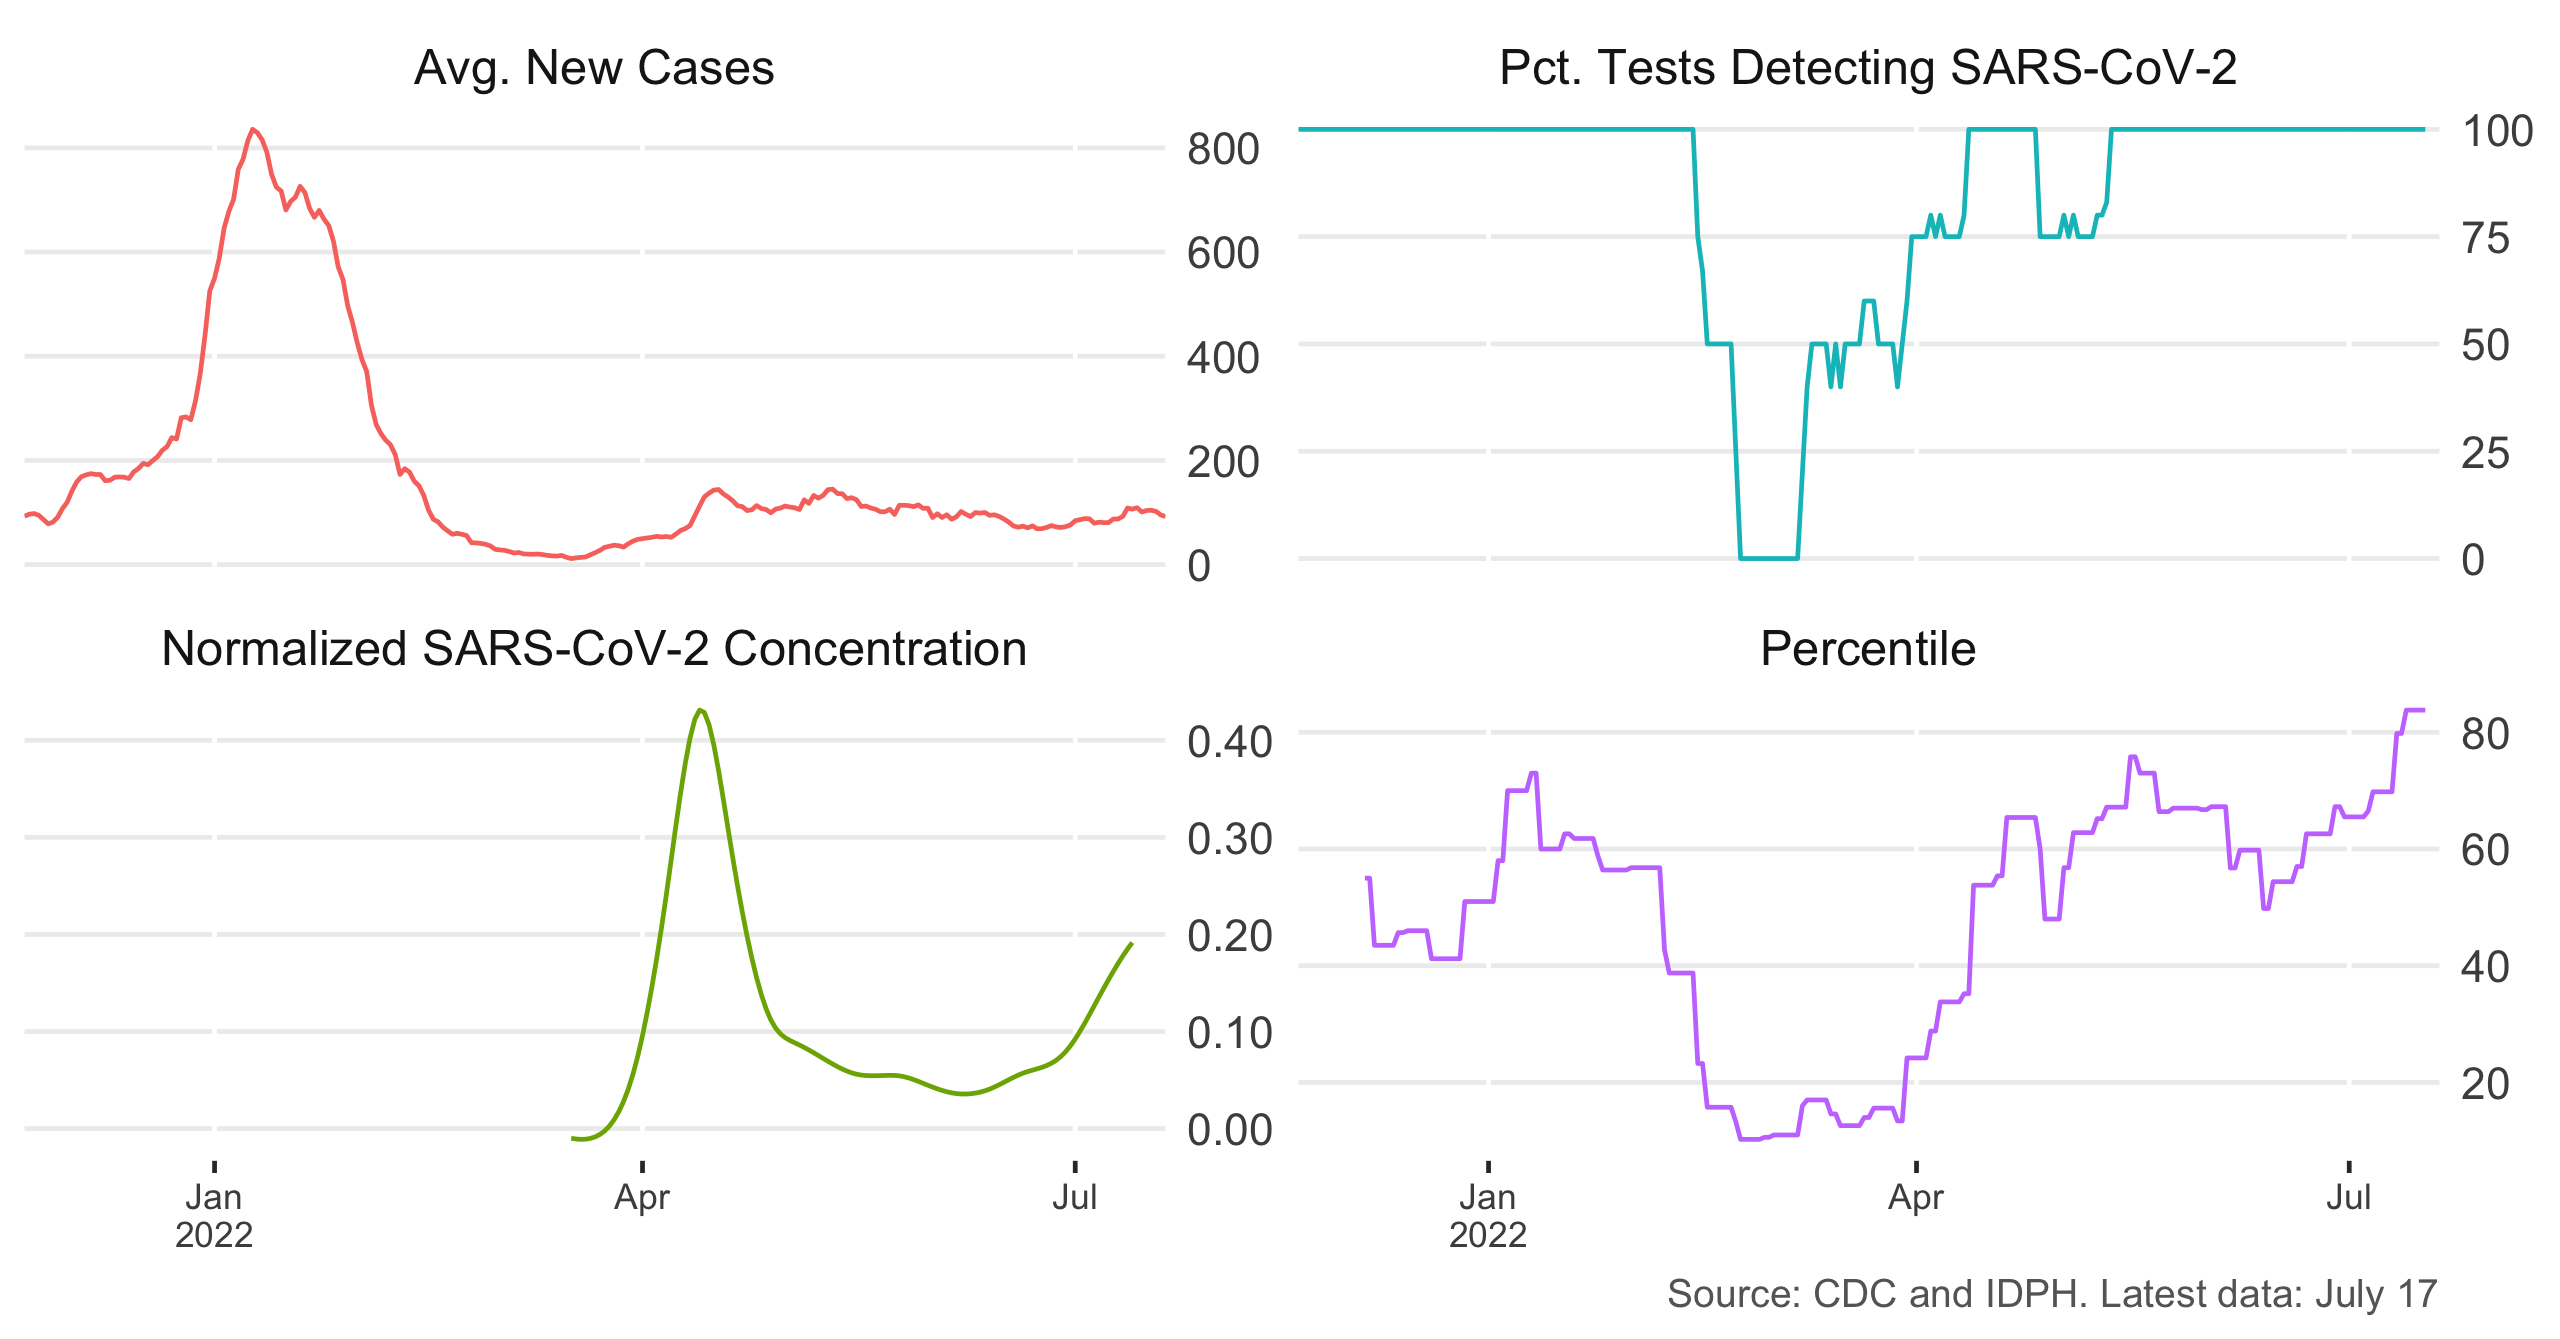 Avg. New Cases
800
600
400
200
0
Pct. Tests Detecting SARS-CoV-2
100
75
50
25
0
Normalized SARS-CoV-2 Concentration
0.40
0.30
0.20
0.10
0.00
Jan
2022
Apr
Jul
Percentile
80
60
40
20
Jan
2022
Apr
Jul
Source: CDC and IDPH. Latest data: July 17